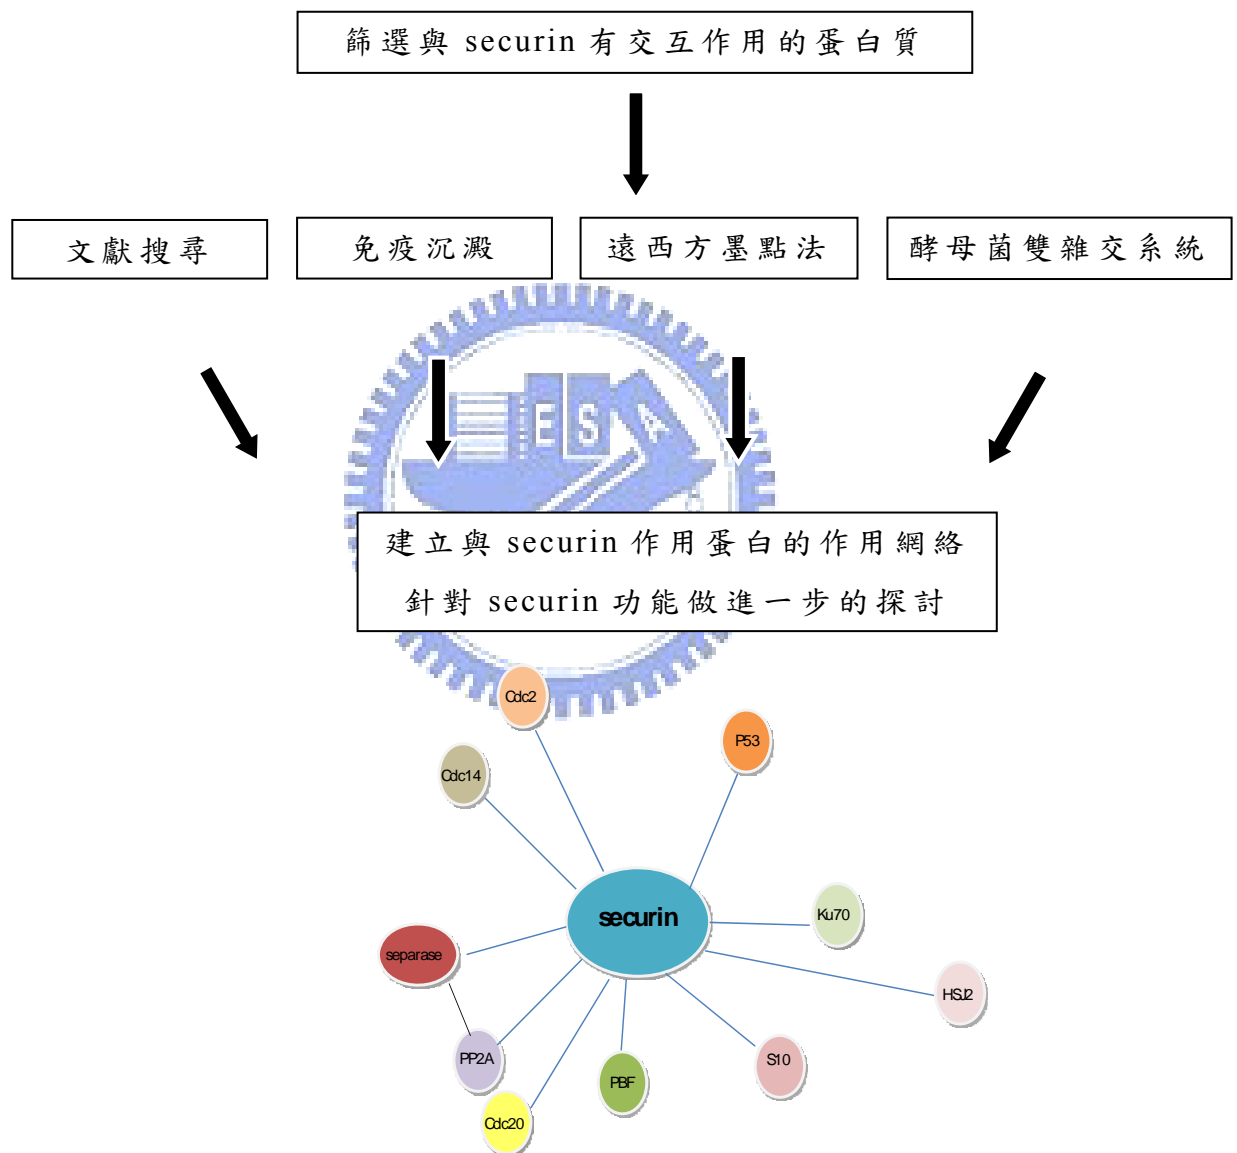 篩選與 securin 有交互作用的蛋白質
文獻搜尋
免疫沉澱
遠西方墨點法
酵母菌雙雜交系統
E S A
建立與 securin 作用蛋白的作用網絡
針對 securin 功能做進一步的探討
Cdc2
P53
Cdc14
securin
Ku70
separase
HSJ2
PP2A
S10
PBF
Cdc20